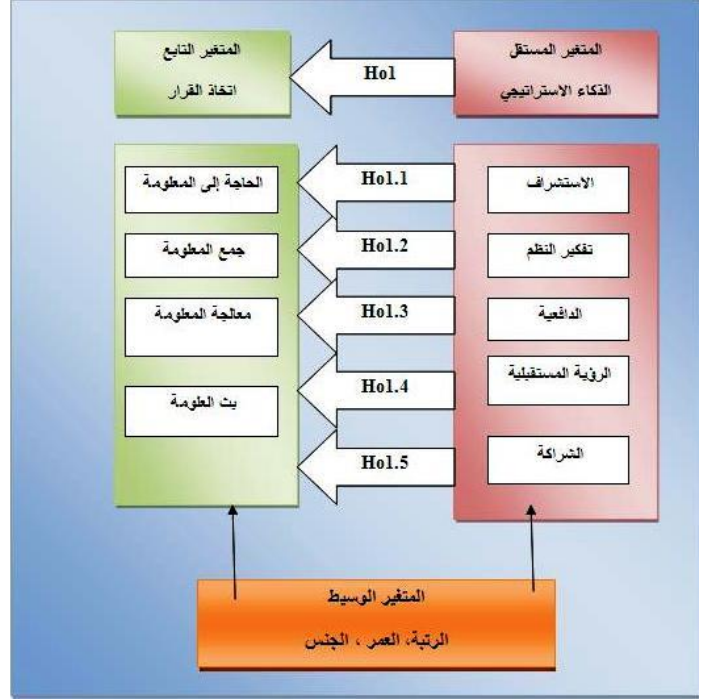 المتغير المستقل
الذكاء الاستراتيجي
Ho1
المتغير التابع
اتخاذ القرار
الاستشراف
Ho1.1
الحاجة إلى المعلومة
تفكير النظم
Ho1.2
جمع المعلومة
الدافعية
Ho1.3
معالجة المعلومة
الرؤية المستقبلية
Ho1.4
بث العلومة
الشراكة
Ho1.5
المتغير الوسيط
الرتبة، العمر ، الجنس